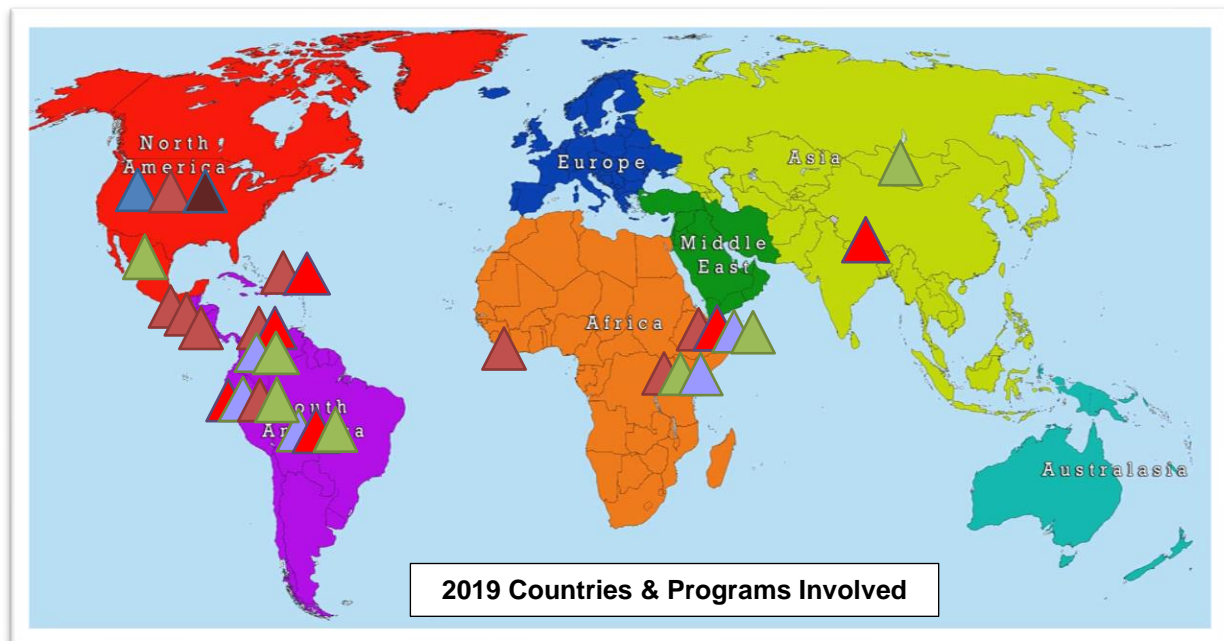 North
America
Europe
Asia
Middle
East
Africa
Australasia
2019 Countries & Programs Involved